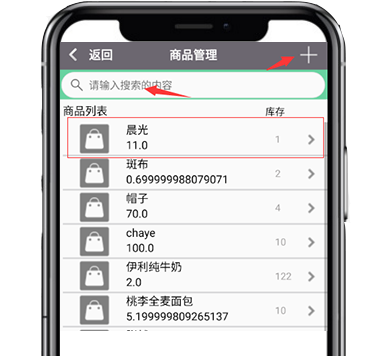 返回 商品管理
请输入搜索的内容
商品列表 库存
晨光
11.0 1
斑布
0.699999988079071 2
帽子
70.0 4
chaye
100.0 10
伊利纯牛奶
2.0 122
桃李全麦面包
5.199999809265137 10